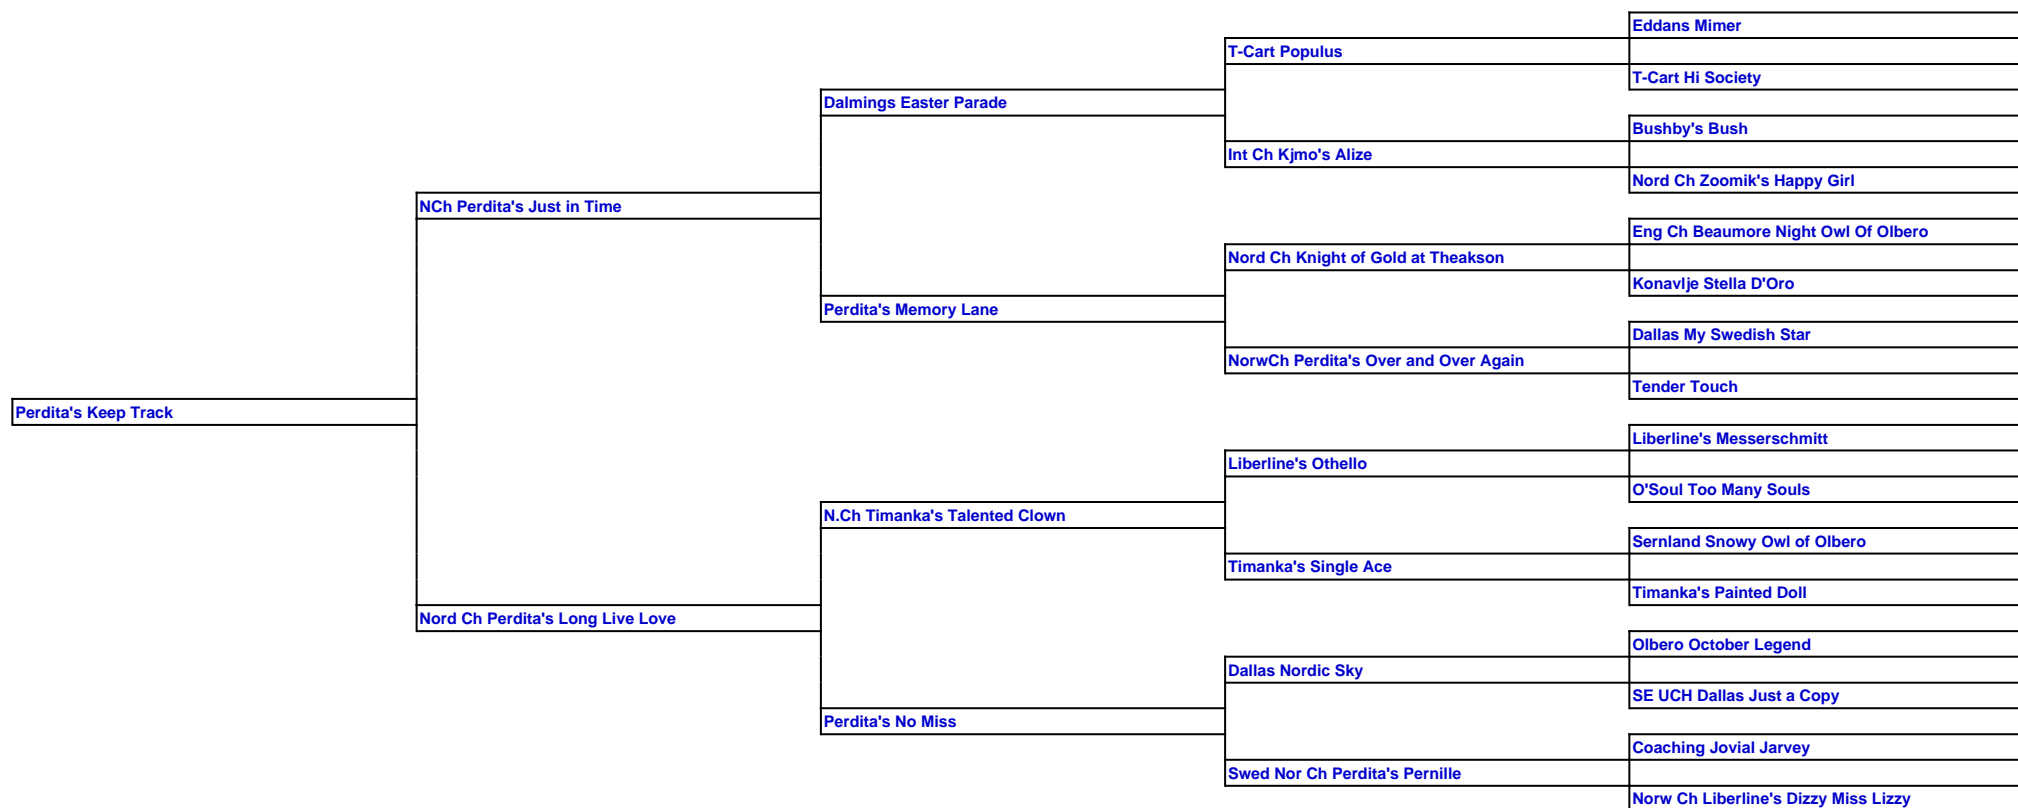 Eddans Mimer
T-Cart Populus
T-Cart Hi Society
Dalmings Easter Parade
Bushby's Bush
Int Ch Kjmo's Alize
Nord Ch Zoomik's Happy Girl
NCh Perdita's Just in Time
Eng Ch Beaumore Night Owl Of Olbero
Nord Ch Knight of Gold at Theakson
Konavlje Stella D'Oro
Perdita's Memory Lane
Dallas My Swedish Star
NorwCh Perdita's Over and Over Again
Tender Touch
Perdita's Keep Track
Liberline's Messerschmitt
Liberline's Othello
O'Soul Too Many Souls
N.Ch Timanka's Talented Clown
Sernland Snowy Owl of Olbero
Timanka's Single Ace
Timanka's Painted Doll
Nord Ch Perdita's Long Live Love
Olbero October Legend
Dallas Nordic Sky
SE UCH Dallas Just a Copy
Perdita's No Miss
Coaching Jovial Jarvey
Swed Nor Ch Perdita's Pernille
Norw Ch Liberline's Dizzy Miss Lizzy